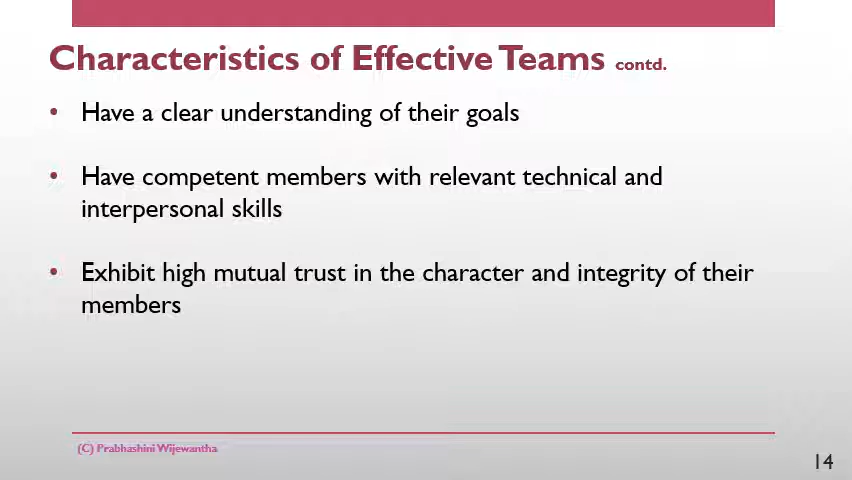 Characteristics of Effective Teams contd.
• Have a clear understanding of their goals
• Have competent members with relevant technical and
interpersonal skills
• Exhibit high mutual trust in the character and integrity of their
members
(C) Prabhashini Wijewantha
14